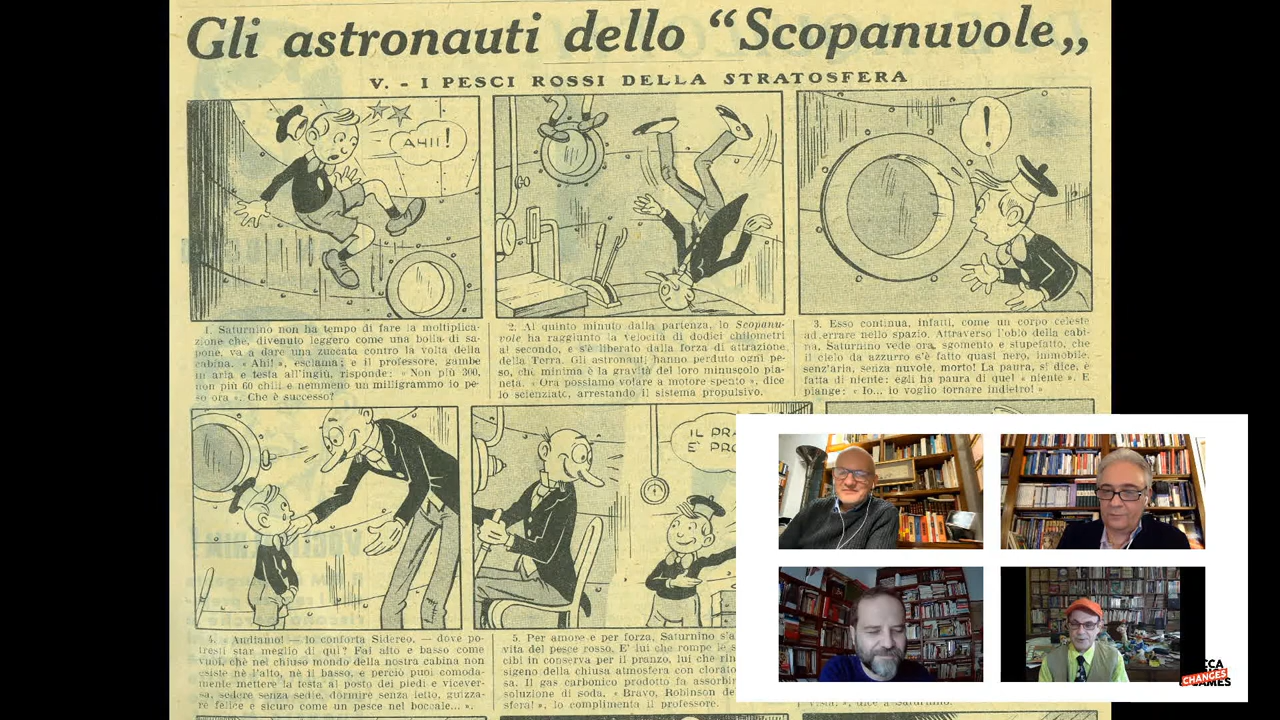 Gli astronauti dello “Scopanuvole„
V. - I PESCI ROSSI DELLA STRATOSFERA
AHI!
!
1. Saturnino non ha tempo di fare la moltiplica-
zione che, divenuto leggero come una bolla di sa-
pone, va a dare una zuccata contro la volta della
cabina. « Ahi! », esclama; e il professore, gambe
in aria e testa all'ingiù, risponde: « Non più 300,
non più 60 chili e nemmeno un milligrammo io pe-
so ora ». Che è successo?
2. Al quinto minuto dalla partenza, lo Scopanu-
vole ha raggiunto la velocità di dodici chilometri
al secondo, e s'è liberato dalla forza di attrazione
della Terra. Gli astronauti hanno perduto ogni pe-
so, chè minima è la gravità del loro minuscolo pia-
neta. « Ora possiamo volare a motore spento », dice
lo scienziato, arrestando il sistema propulsivo.
3. Esso continua, infatti, come un corpo celeste
ad errare nello spazio. Attraverso l'oblò della cabi-
na, Saturnino vede ora, sgomento e stupefatto, che
il cielo da azzurro s'è fatto quasi nero, immobile,
senz'aria, senza nuvole, morto! La paura, si dice, è
fatta di niente: egli ha paura di quel « niente ». E
piange: « Io... io voglio tornare indietro! »
IL PRA
E' PRO
4. « Andiamo! — lo conforta Sidereo, — dove po-
tresti star meglio di qui? Fai alto e basso come
vuoi, chè nel chiuso mondo della nostra cabina non
esiste nè l'alto, nè il basso, e perciò puoi comoda-
mente mettere la testa al posto dei piedi e vicever-
sa, sedere senza sedie, dormire senza letto, guizza-
re felice e sicuro come un pesce nel boccale... ».
5. Per amore e per forza, Saturnino s'a
vita del pesce rosso. E' lui che rompe le s
cibi in conserva per il pranzo, lui che rin
sigeno della chiusa atmosfera con clorato
sa. Il gas carbonico prodotto fa assorbir
soluzione di soda. « Bravo, Robinson de
sfera! », lo complimenta il professore.
vista! », dice a Saturnino.
CCA
CHANGES
GAMES